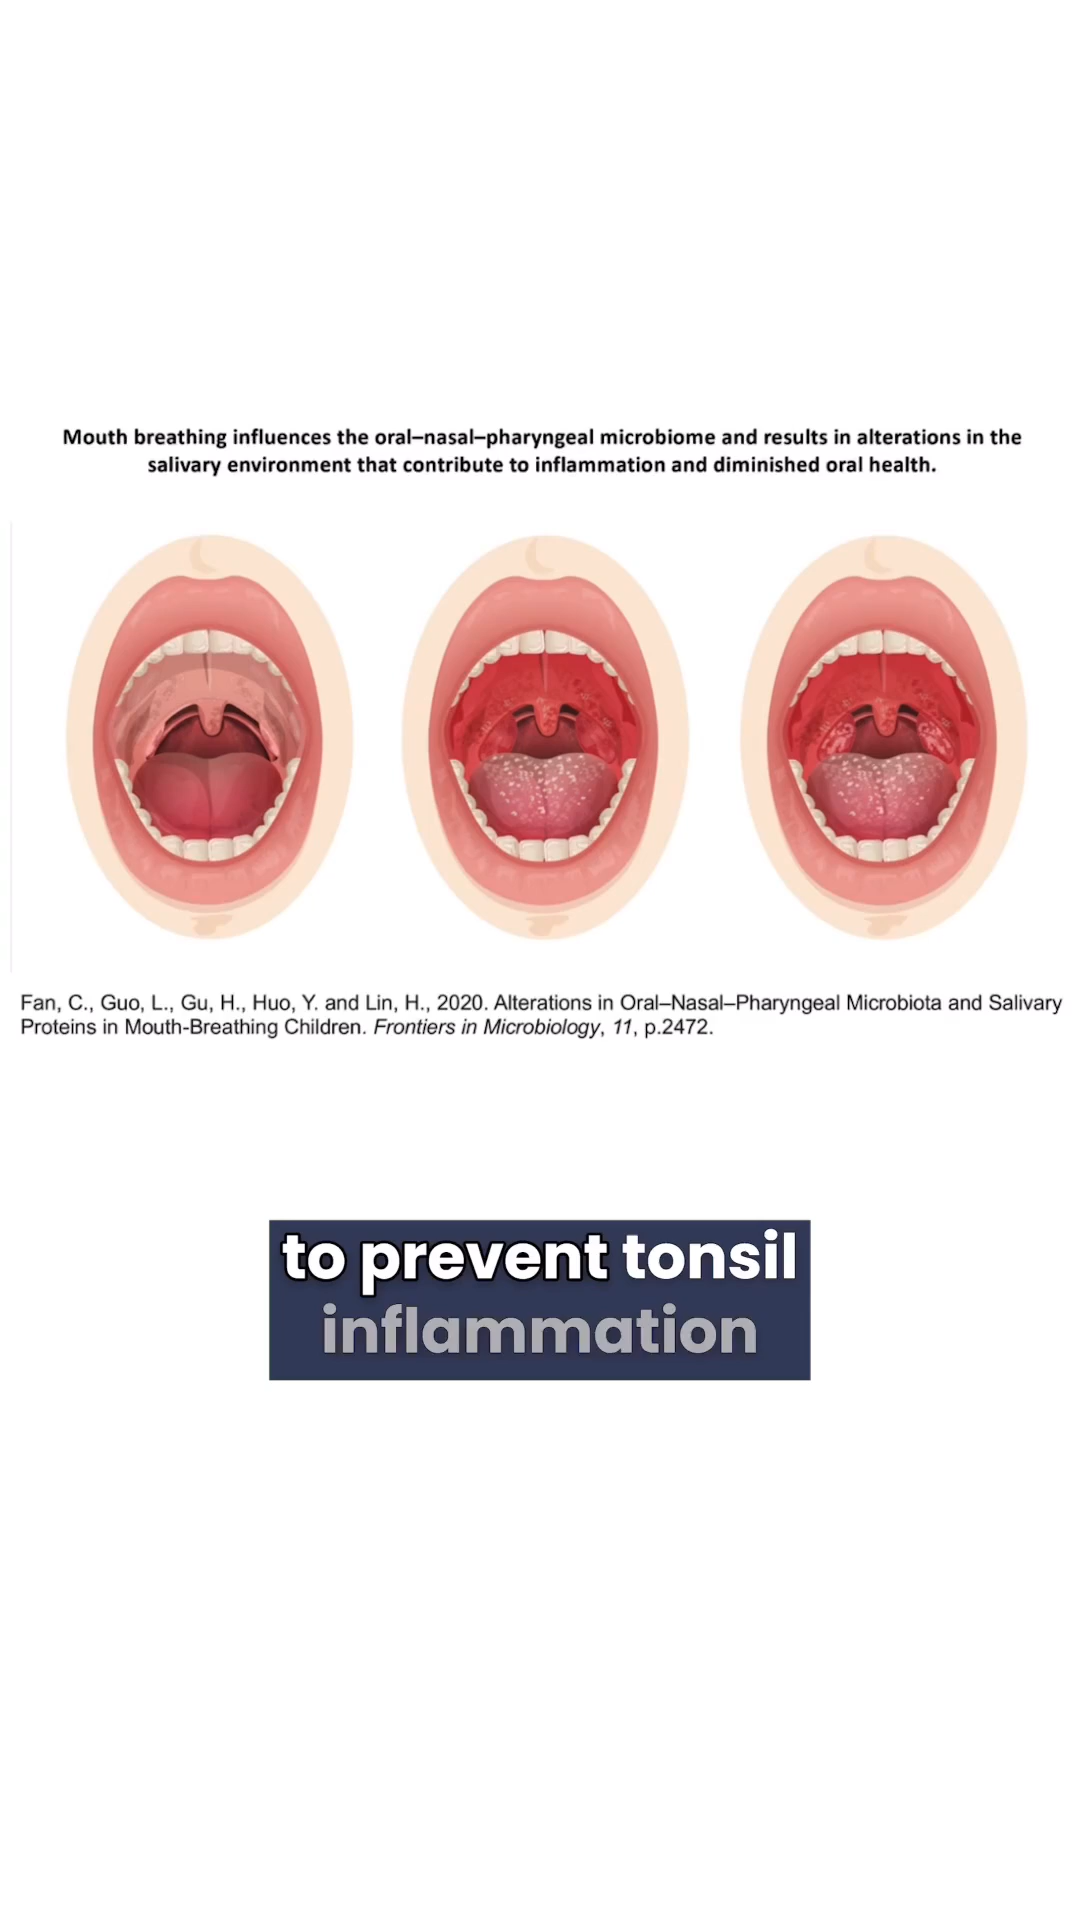 Mouth breathing influences the oral–nasal–pharyngeal microbiome and results in alterations in the
salivary environment that contribute to inflammation and diminished oral health.
Fan, C., Guo, L., Gu, H., Huo, Y. and Lin, H., 2020. Alterations in Oral–Nasal–Pharyngeal Microbiota and Salivary
Proteins in Mouth-Breathing Children. Frontiers in Microbiology, 11, p.2472.
to prevent tonsil
inflammation